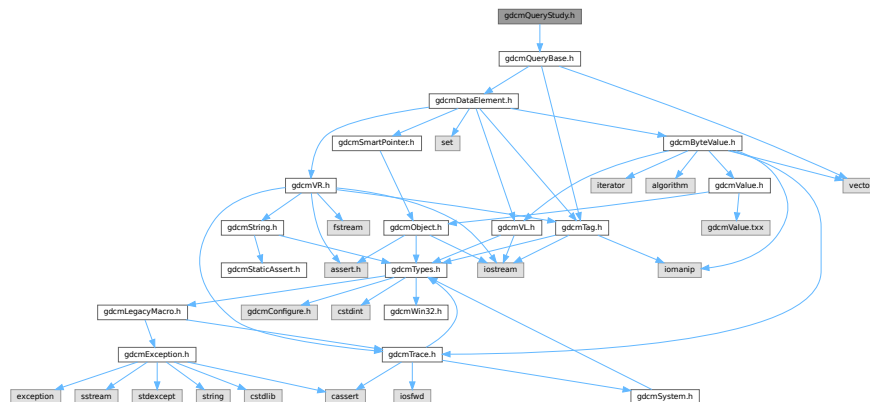 gdcmQueryStudy.h
gdcmQueryBase.h
gdcmDataElement.h
gdcmSmartPointer.h
set
gdcmByteValue.h
gdcmVR.h
iterator
algorithm
gdcmValue.h
vecto
gdcmString.h
fstream
gdcmObject.h
gdcmVL.h
gdcmTag.h
gdcmValue.txx
gdcmStaticAssert.h
assert.h
gdcmTypes.h
iostream
iomanip
gdcmLegacyMacro.h
gdcmConfigure.h
cstdint
gdcmWin32.h
gdcmException.h
gdcmTrace.h
exception
sstream
stdexcept
string
cstdlib
cassert
iosfwd
gdcmSystem.h